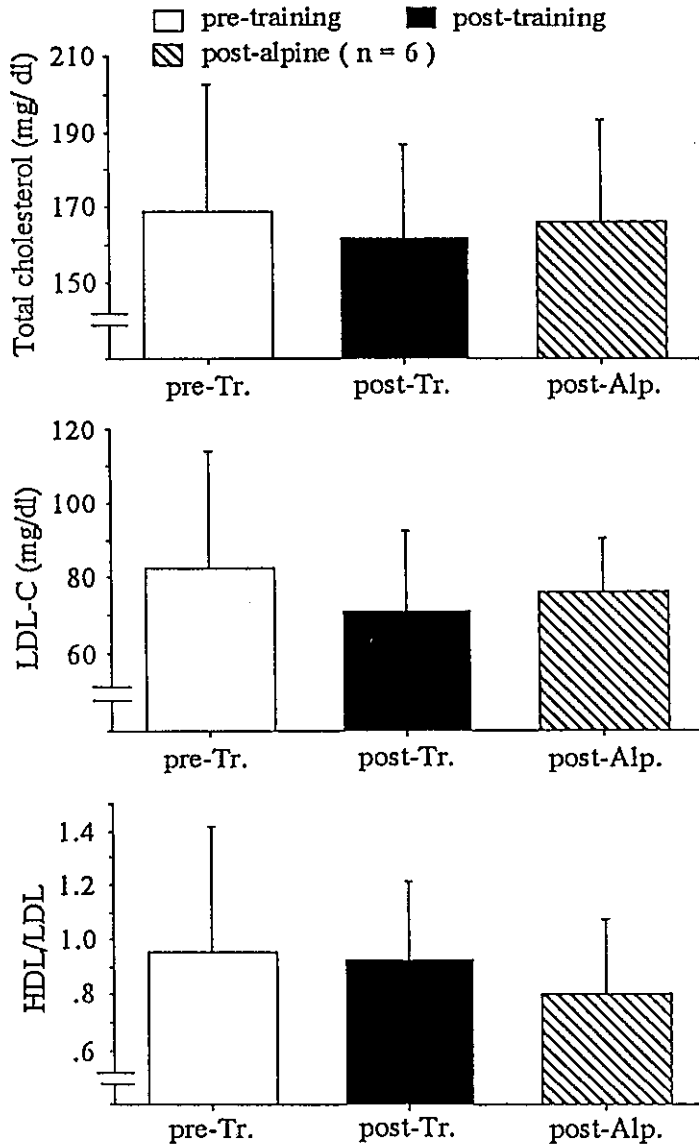 pre-training post-training
post-alpine ( n = 6 )
Total cholesterol (mg/ dl)
210
190
170
150
pre-Tr. post-Tr. post-Alp.
LDL-C (mg/dl)
120
100
80
60
pre-Tr. post-Tr. post-Alp.
HDL/LDL
1.4
1.2
1.0
.8
.6
pre-Tr. post-Tr. post-Alp.